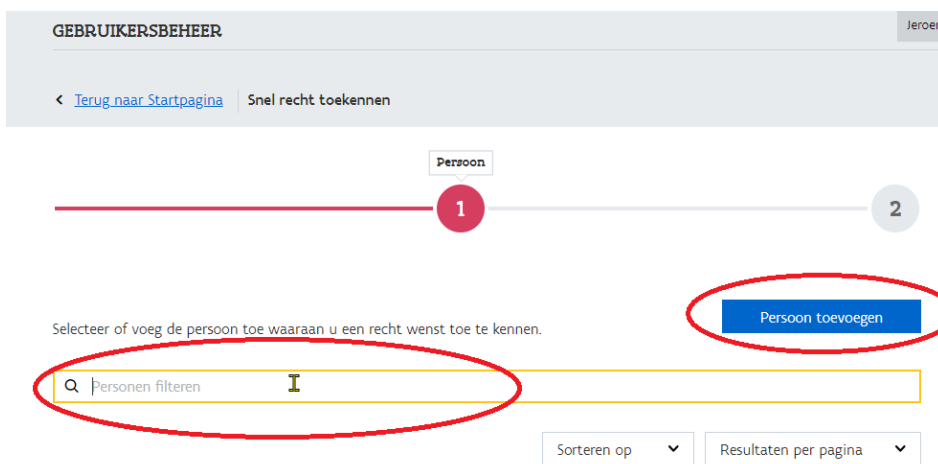 GEBRUIKERSBEHEER
Jeroen
Terug naar Startpagina Snel recht toekennen
Persoon
1 2
Persoon toevoegen
Selecteer of voeg de persoon toe waaraan u een recht wenst toe te kennen.
Personen filteren
Sorteren op Resultaten per pagina